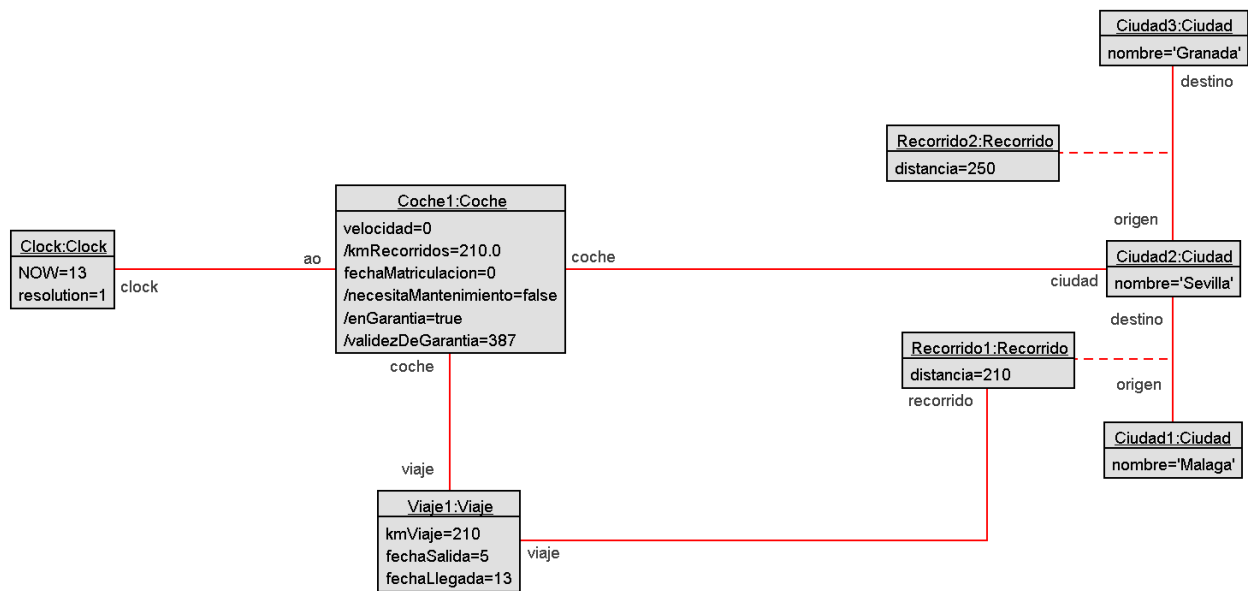 Ciudad3:Ciudad
nombre='Granada'
destino
Recorrido2:Recorrido
distancia=250
origen
Ciudad2:Ciudad
nombre='Sevilla'
ciudad
destino
Coche1:Coche
velocidad=0
/kmRecorridos=210.0
fechaMatriculacion=0
/necesitaMantenimiento=false
/enGarantia=true
/validezDeGarantia=387
coche
ao
Clock:Clock
NOW=13
resolution=1
clock
coche
Recorrido1:Recorrido
distancia=210
recorrido
origen
Ciudad1:Ciudad
nombre='Malaga'
viaje
Viaje1:Viaje
kmViaje=210
fechaSalida=5
fechaLlegada=13
viaje